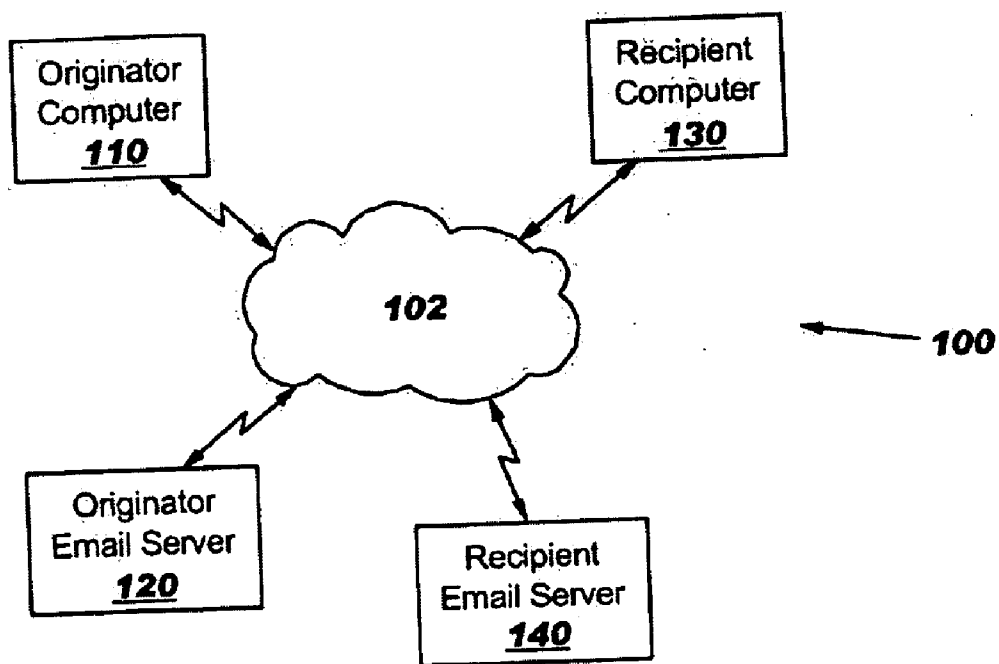 Originator
Computer
110
Recipient
Computer
130
102
100
Originator
Email Server
120
Recipient
Email Server
140